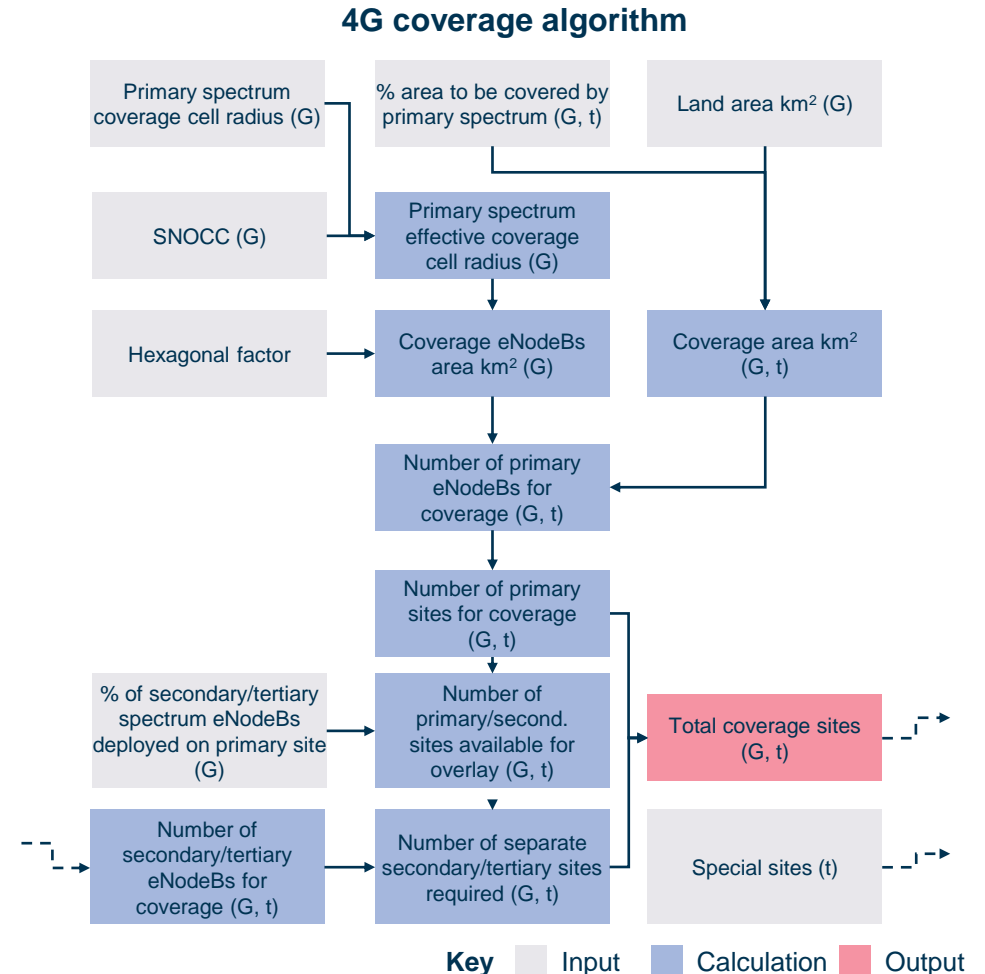 4G coverage algorithm
Primary spectrum
coverage cell radius (G)
% area to be covered by
primary spectrum (G, t)
Land area km² (G)
SNOCC (G)
Primary spectrum
effective coverage
cell radius (G)
Hexagonal factor
Coverage eNodeBs
area km² (G)
Coverage area km²
(G, t)
Number of primary
eNodeBs for
coverage (G, t)
Number of primary
sites for coverage
(G, t)
% of secondary/tertiary
spectrum eNodeBs
deployed on primary site
(G)
Number of
primary/second.
sites available for
overlay (G, t)
Total coverage sites
(G, t)
Number of
secondary/tertiary
eNodeBs for
coverage (G, t)
Number of separate
secondary/tertiary sites
required (G, t)
Special sites (t)
Key Input Calculation Output